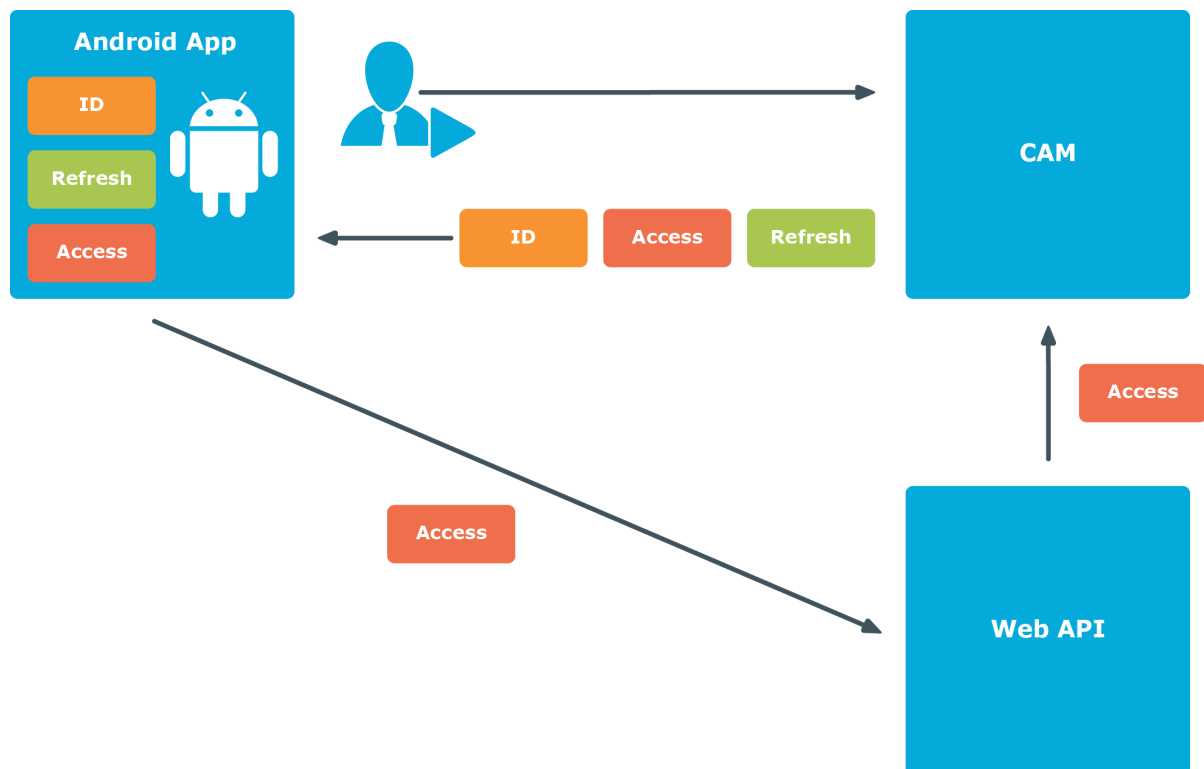 Android App
ID
Refresh
Access
CAM
ID
Access
Refresh
Access
Access
Web API